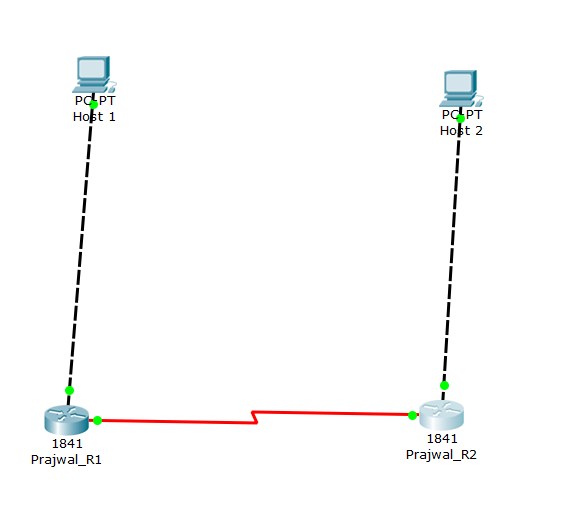 PC-PT
Host 1
PC-PT
Host 2
1841
Prajwal_R1
1841
Prajwal_R2